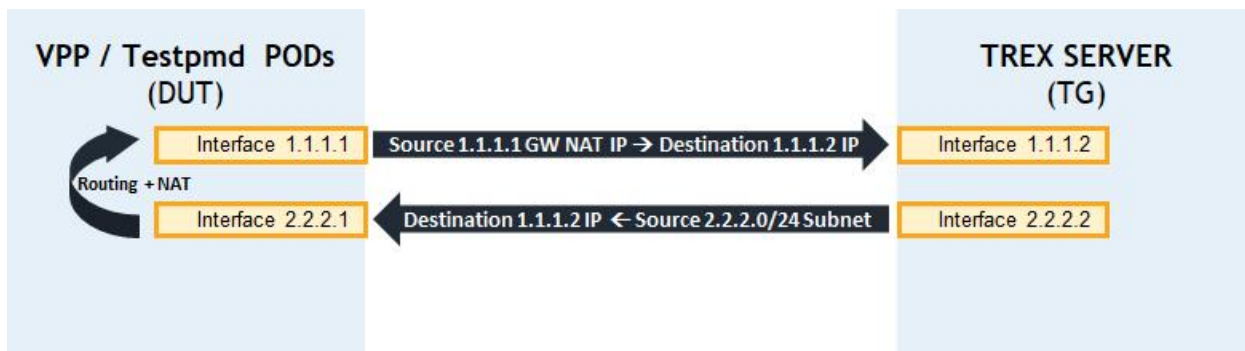 VPP / Testpmd PODs
(DUT)
TREX SERVER
(TG)
Interface 1.1.1.1
Source 1.1.1.1 GW NAT IP → Destination 1.1.1.2 IP
Interface 1.1.1.2
Routing + NAT
Interface 2.2.2.1
Destination 1.1.1.2 IP ← Source 2.2.2.0/24 Subnet
Interface 2.2.2.2